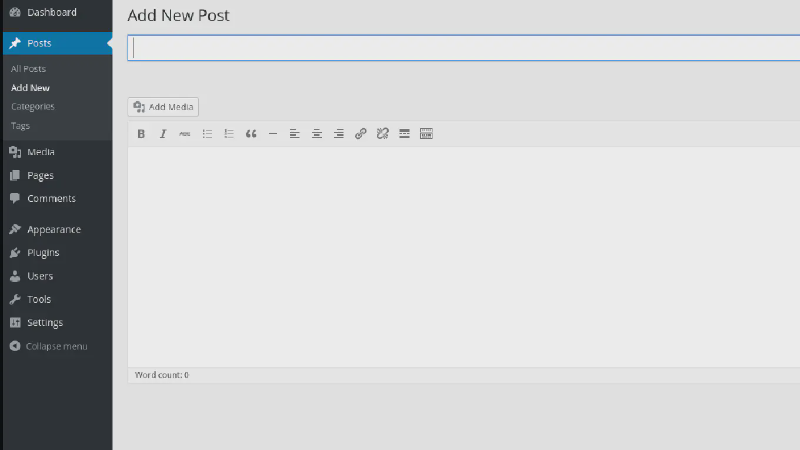 Dashboard
Posts
All Posts
Add New
Categories
Tags
Media
Pages
Comments
Appearance
Plugins
Users
Tools
Settings
Collapse menu
Add New Post
Add Media
B I ABC
Word count: 0